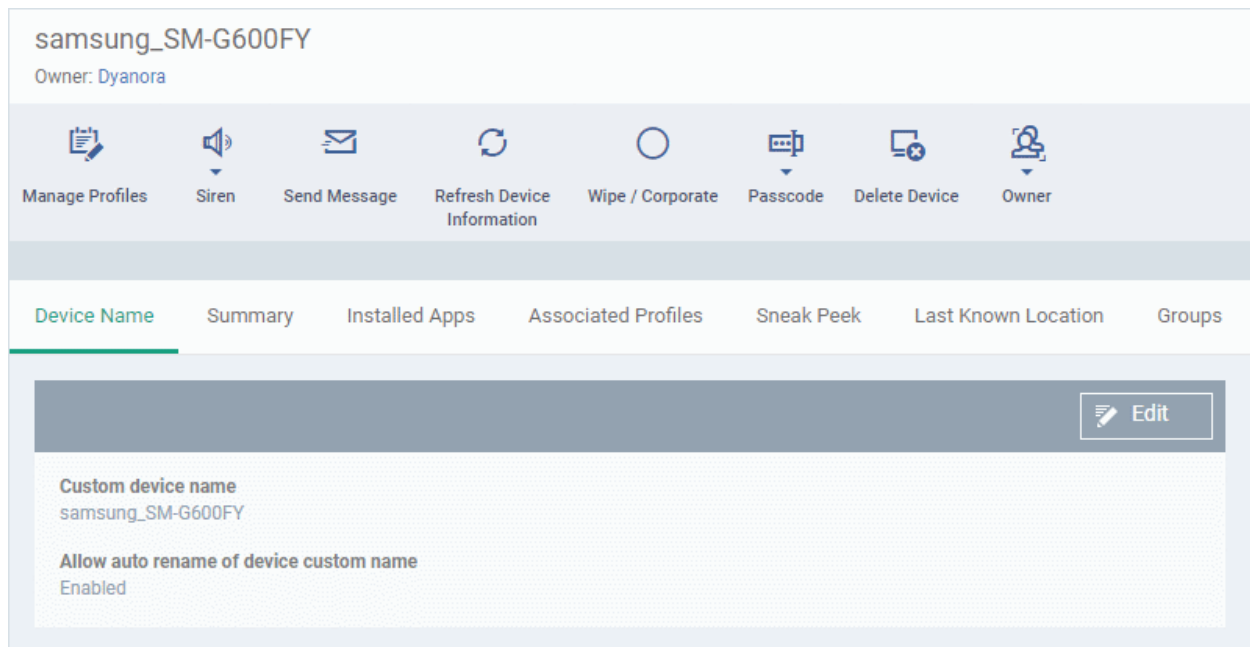 samsung_SM-G600FY
Owner: Dyanora
Manage Profiles
Siren
Send Message
Refresh Device
Information
Wipe / Corporate
Passcode
Delete Device
Owner
Device Name
Summary
Installed Apps
Associated Profiles
Sneak Peek
Last Known Location
Groups
Edit
Custom device name
samsung_SM-G600FY
Allow auto rename of device custom name
Enabled